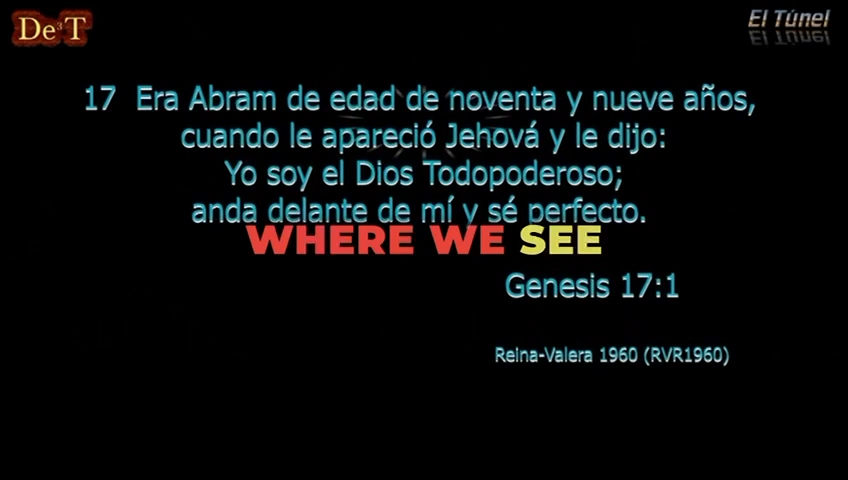 De³T
El Túnel
17 Era Abram de edad de noventa y nueve años,
cuando le apareció Jehová y le dijo:
Yo soy el Dios Todopoderoso;
anda delante de mí y sé perfecto.
WHERE WE SEE
Genesis 17:1
Reina-Valera 1960 (RVR1960)